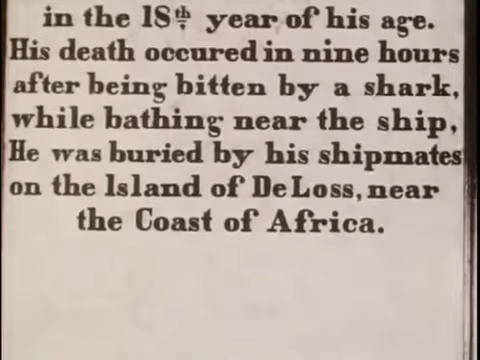 in the 18th year of his age.
His death occured in nine hours
after being bitten by a shark,
while bathing near the ship,
He was buried by his shipmates
on the Island of De Loss, near
the Coast of Africa.